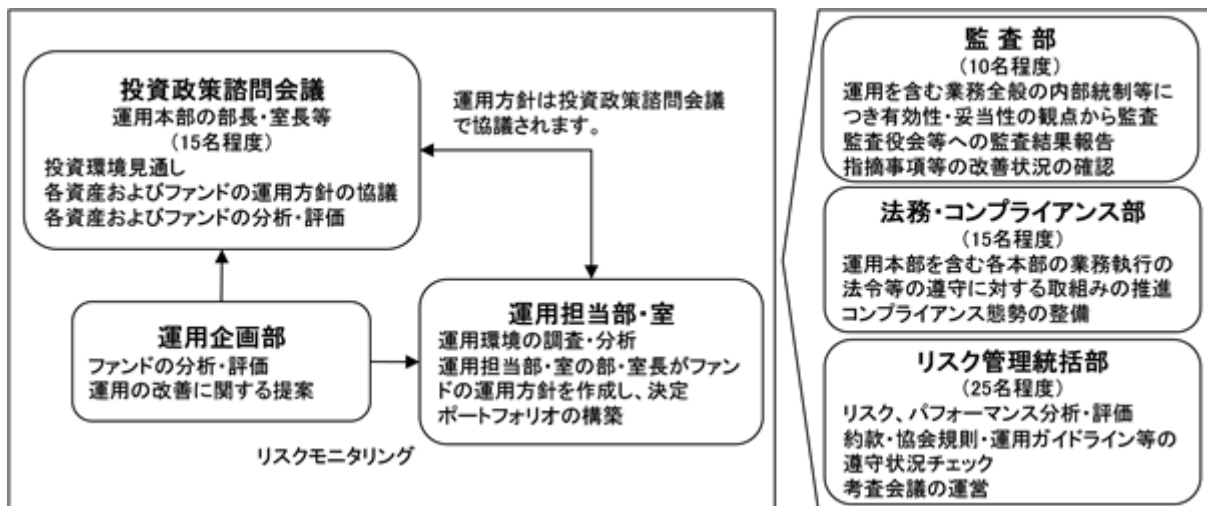 投資政策諮問会議
運用本部の部長・室長等
(15名程度)
投資環境見通し
各資産およびファンドの運用方針の協議
各資産およびファンドの分析・評価
運用方針は投資政策諮問会議
で協議されます。
運用企画部
ファンドの分析・評価
運用の改善に関する提案
運用担当部・室
運用環境の調査・分析
運用担当部・室の部・室長がファン
ドの運用方針を作成し、決定
ポートフォリオの構築
リスクモニタリング
監 査 部
(10名程度)
運用を含む業務全般の内部統制等に
つき有効性・妥当性の観点から監査
監査役会等への監査結果報告
指摘事項等の改善状況の確認
法務・コンプライアンス部
(15名程度)
運用本部を含む各本部の業務執行の
法令等の遵守に対する取組みの推進
コンプライアンス態勢の整備
リスク管理統括部
(25名程度)
リスク、パフォーマンス分析・評価
約款・協会規則・運用ガイドライン等の
遵守状況チェック
考査会議の運営